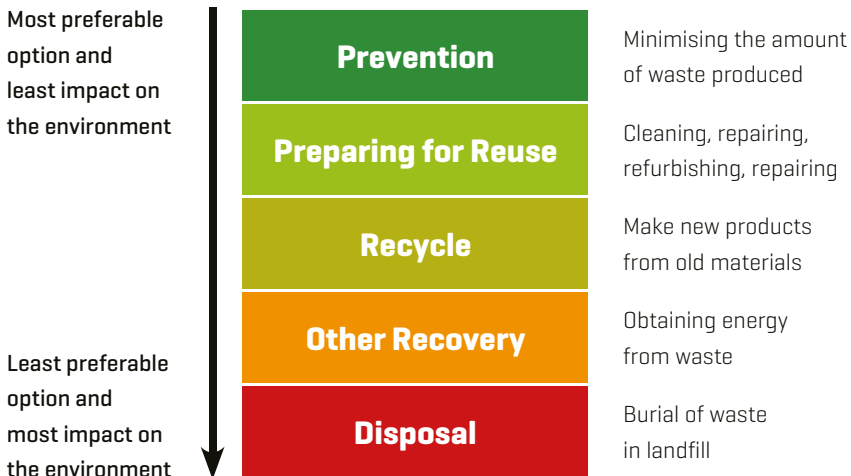 Most preferable
option and
least impact on
the environment
Prevention
Minimising the amount
of waste produced
Preparing for Reuse
Cleaning, repairing,
refurbishing, repairing
Recycle
Make new products
from old materials
Other Recovery
Obtaining energy
from waste
Least preferable
option and
most impact on
the environment
Disposal
Burial of waste
in landfill